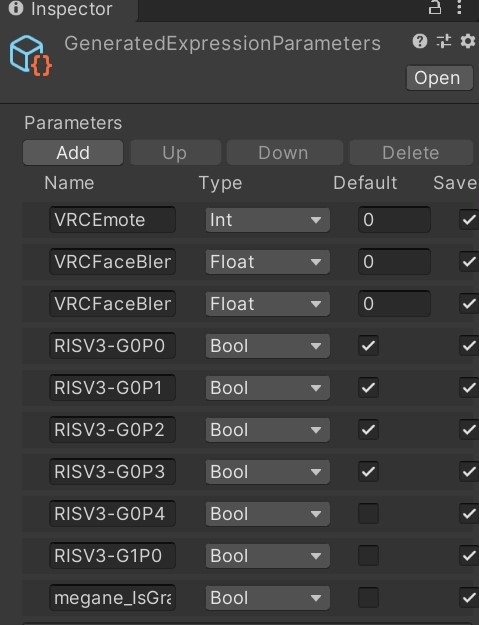 Inspector
GeneratedExpressionParameters
Open
Parameters
Add Up Down Delete
Name Type Default Save
VRCEmote Int 0
VRCFaceBler Float 0
VRCFaceBler Float 0
RISV3-G0P0 Bool
RISV3-G0P1 Bool
RISV3-G0P2 Bool
RISV3-G0P3 Bool
RISV3-G0P4 Bool
RISV3-G1P0 Bool
megane_IsGra Bool